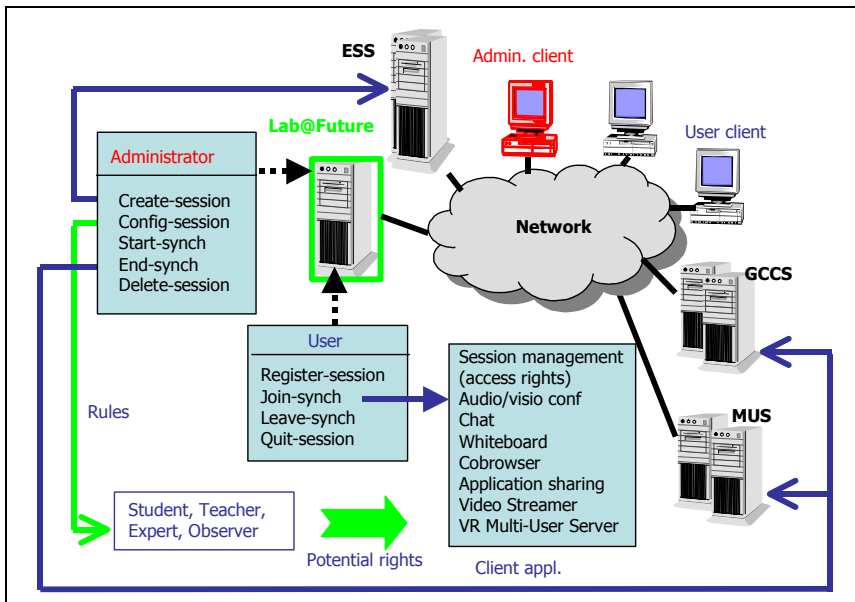 ESS
Admin. client
Lab@Future
User client
Administrator
Create-session
Config-session
Start-synch
End-synch
Delete-session
Network
GCCS
User
Register-session
Join-synch
Leave-synch
Quit-session
Session management
(access rights)
Audio/visio conf
Chat
Whiteboard
Cobrowser
Application sharing
Video Streamer
VR Multi-User Server
MUS
Rules
Student, Teacher,
Expert, Observer
Potential rights
Client appl.